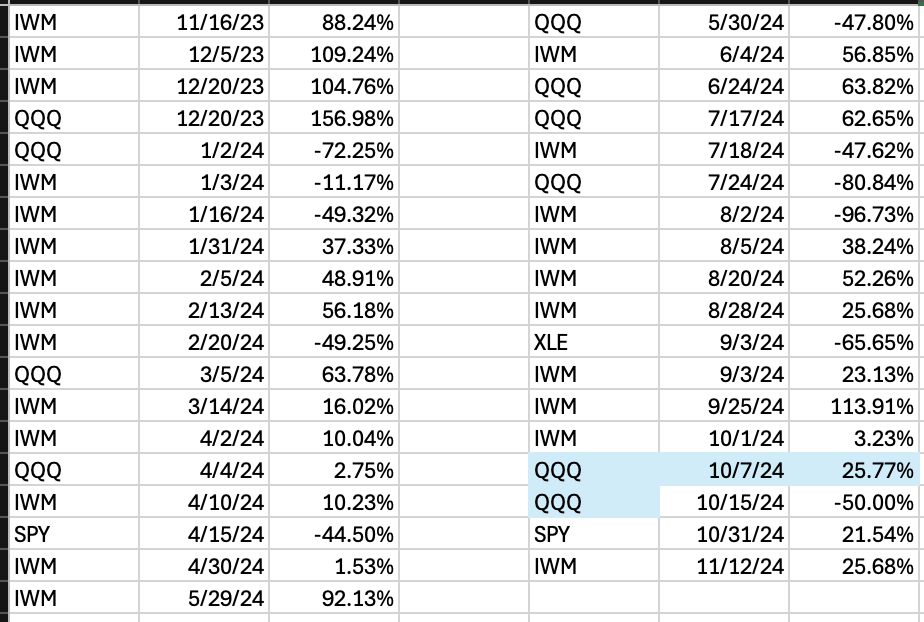 IWM 11/16/23 88.24% QQQ 5/30/24 -47.80%
IWM 12/5/23 109.24% IWM 6/4/24 56.85%
IWM 12/20/23 104.76% QQQ 6/24/24 63.82%
QQQ 12/20/23 156.98% QQQ 7/17/24 62.65%
QQQ 1/2/24 -72.25% IWM 7/18/24 -47.62%
IWM 1/3/24 -11.17% QQQ 7/24/24 -80.84%
IWM 1/16/24 -49.32% IWM 8/2/24 -96.73%
IWM 1/31/24 37.33% IWM 8/5/24 38.24%
IWM 2/5/24 48.91% IWM 8/20/24 52.26%
IWM 2/13/24 56.18% IWM 8/28/24 25.68%
IWM 2/20/24 -49.25% XLE 9/3/24 -65.65%
QQQ 3/5/24 63.78% IWM 9/3/24 23.13%
IWM 3/14/24 16.02% IWM 9/25/24 113.91%
IWM 4/2/24 10.04% IWM 10/1/24 3.23%
QQQ 4/4/24 2.75% QQQ 10/7/24 25.77%
IWM 4/10/24 10.23% QQQ 10/15/24 -50.00%
SPY 4/15/24 -44.50% SPY 10/31/24 21.54%
IWM 4/30/24 1.53% IWM 11/12/24 25.68%
IWM 5/29/24 92.13%